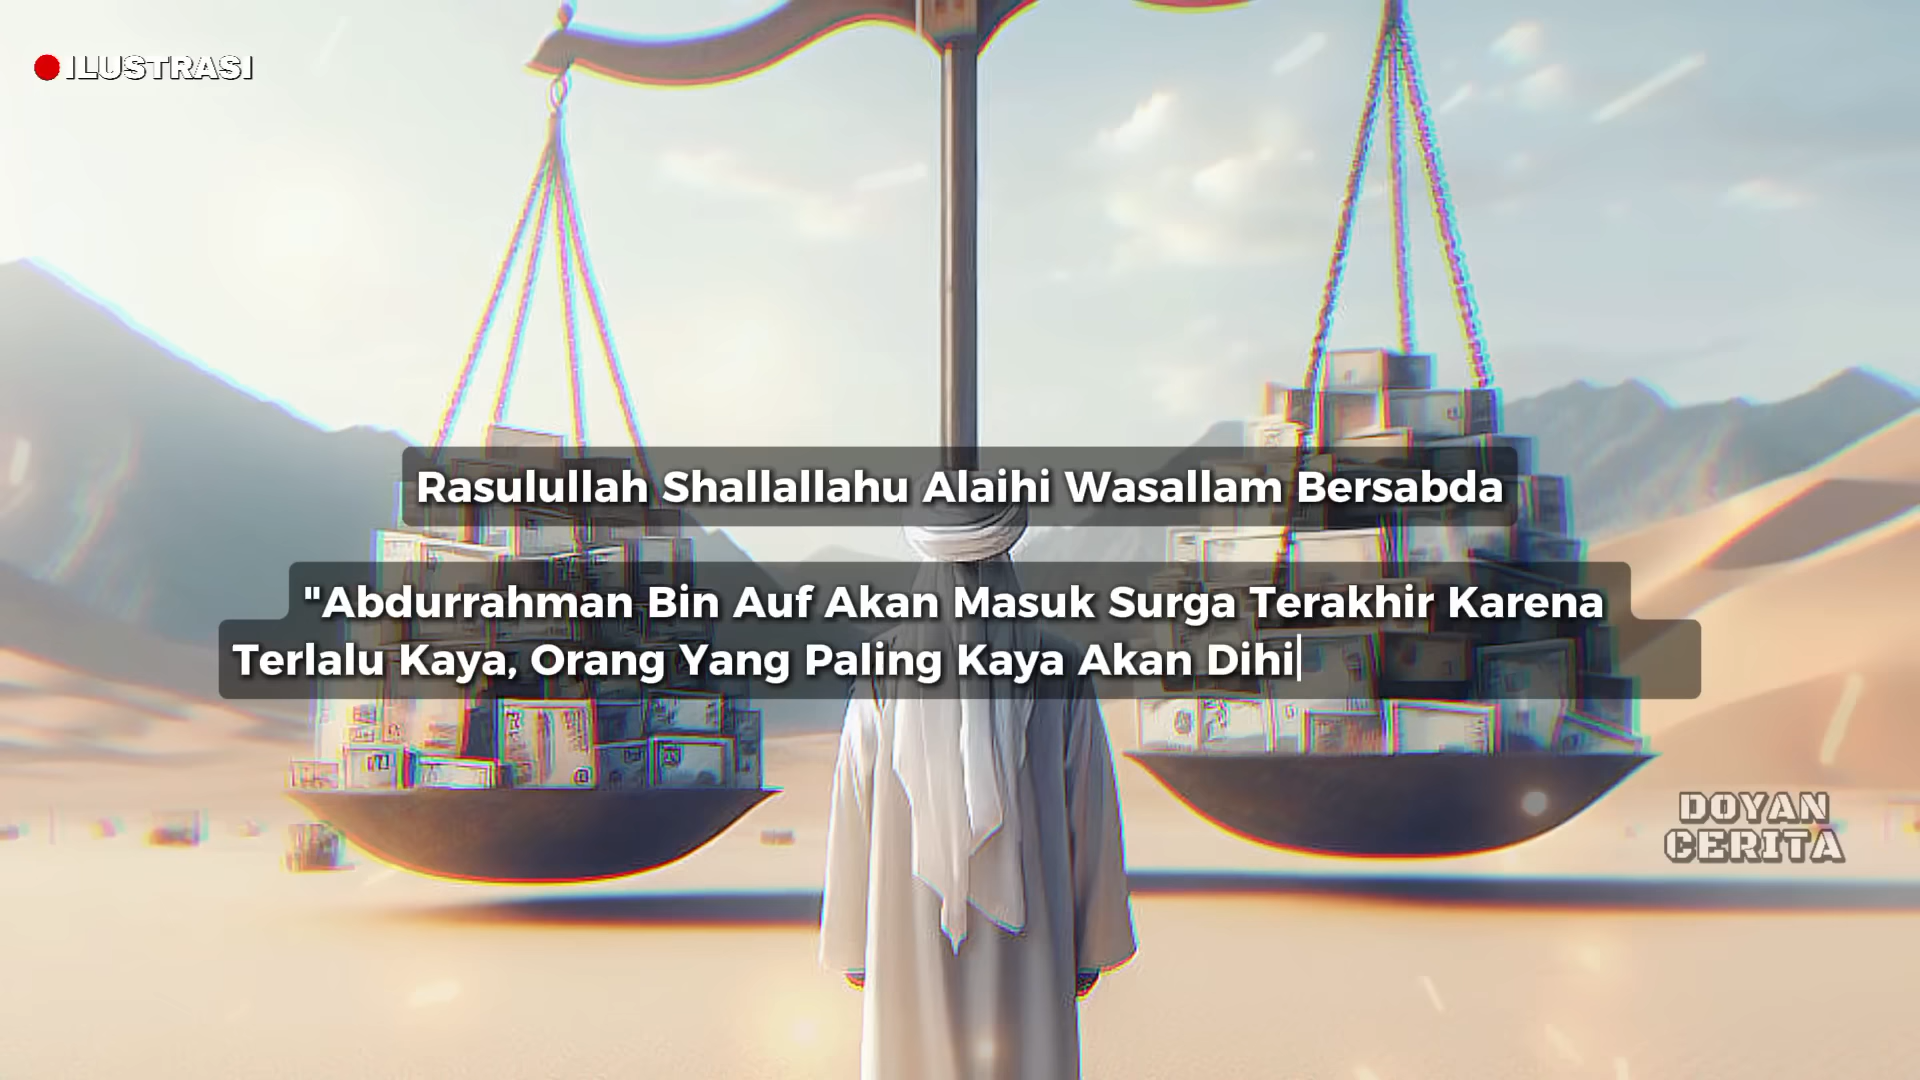 ILUSTRASI
Rasulullah Shallallahu Alaihi Wasallam Bersabda
"Abdurrahman Bin Auf Akan Masuk Surga Terakhir Karena
Terlalu Kaya, Orang Yang Paling Kaya Akan Dihi
DOYAN
CERITA